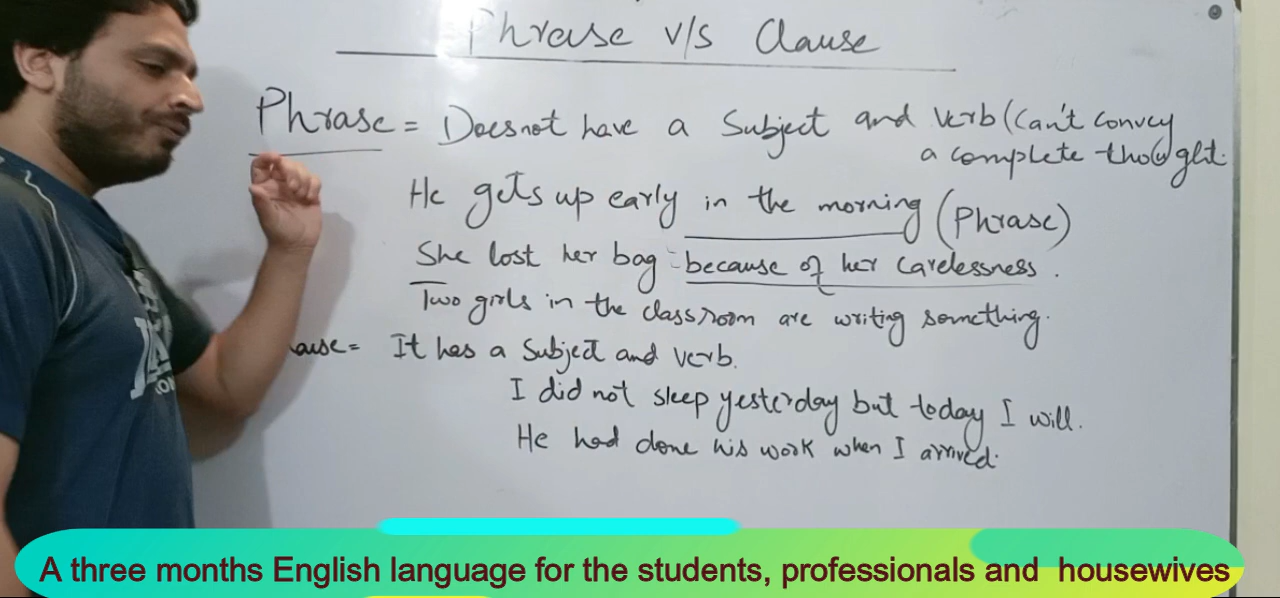 Phrase v/s Clause
Phrase = Does not have a Subject and Verb (Can't convey
a complete thought.
He gets up early in the morning (Phrase)
She lost her bag because of her carelessness.
Two girls in the classroom are writing something.
ause = It has a Subject and verb.
I did not sleep yesterday but today I will.
He had done his work when I arrived.
A three months English language for the students, professionals and housewives